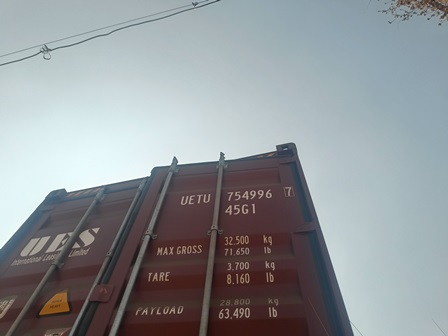 UETU 754996 7
45G1
UES
International Leasing Limited
MAX GROSS 32,500 kg
71,650 lb
TARE 3,700 kg
8,160 lb
PAYLOAD 28,800 kg
63,490 lb